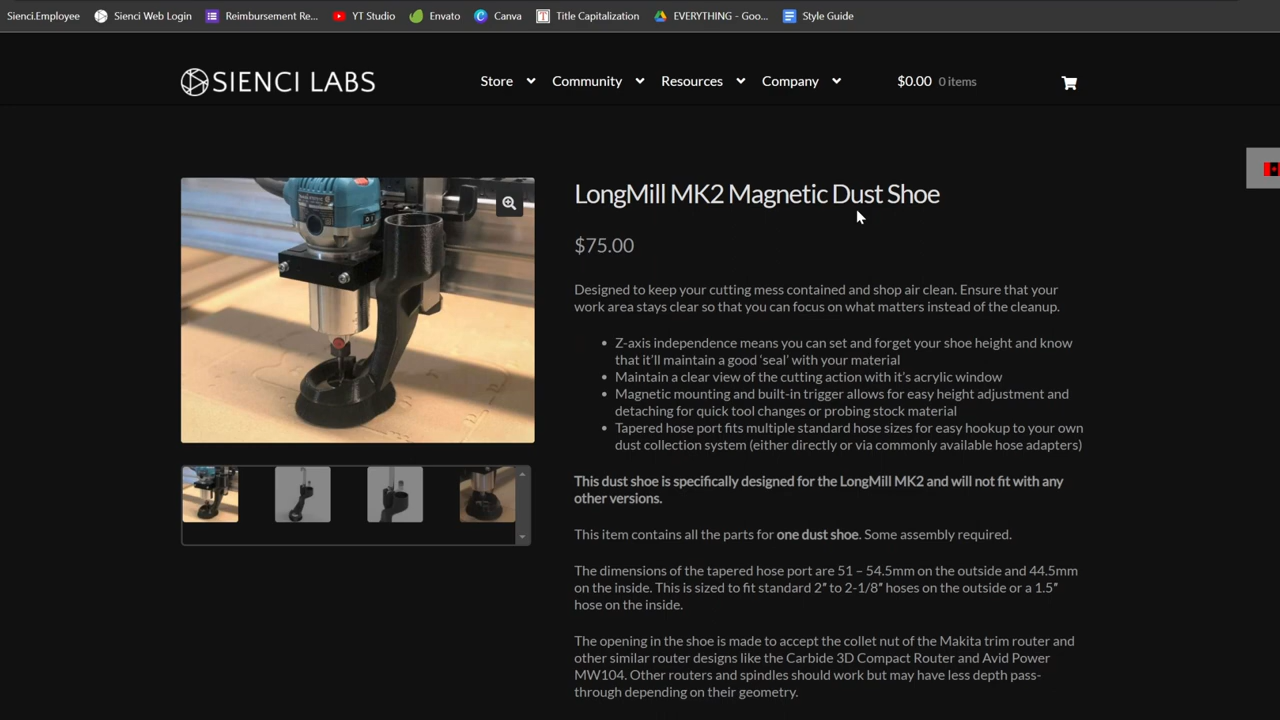 Sienci.Employee Sienci Web Login Reimbursement Re... YT Studio Envato Canva Title Capitalization EVERYTHING - Goo... Style Guide
SIENCI LABS Store Community Resources Company $0.00 0 items
LongMill MK2 Magnetic Dust Shoe
$75.00
Designed to keep your cutting mess contained and shop air clean. Ensure that your
work area stays clear so that you can focus on what matters instead of the cleanup.
• Z-axis independence means you can set and forget your shoe height and know
that it'll maintain a good ‘seal’ with your material
• Maintain a clear view of the cutting action with it's acrylic window
• Magnetic mounting and built-in trigger allows for easy height adjustment and
detaching for quick tool changes or probing stock material
• Tapered hose port fits multiple standard hose sizes for easy hookup to your own
dust collection system (either directly or via commonly available hose adapters)
This dust shoe is specifically designed for the LongMill MK2 and will not fit with any
other versions.
This item contains all the parts for one dust shoe. Some assembly required.
The dimensions of the tapered hose port are 51 – 54.5mm on the outside and 44.5mm
on the inside. This is sized to fit standard 2” to 2-1/8” hoses on the outside or a 1.5”
hose on the inside.
The opening in the shoe is made to accept the collet nut of the Makita trim router and
other similar router designs like the Carbide 3D Compact Router and Avid Power
MW104. Other routers and spindles should work but may have less depth pass-
through depending on their geometry.